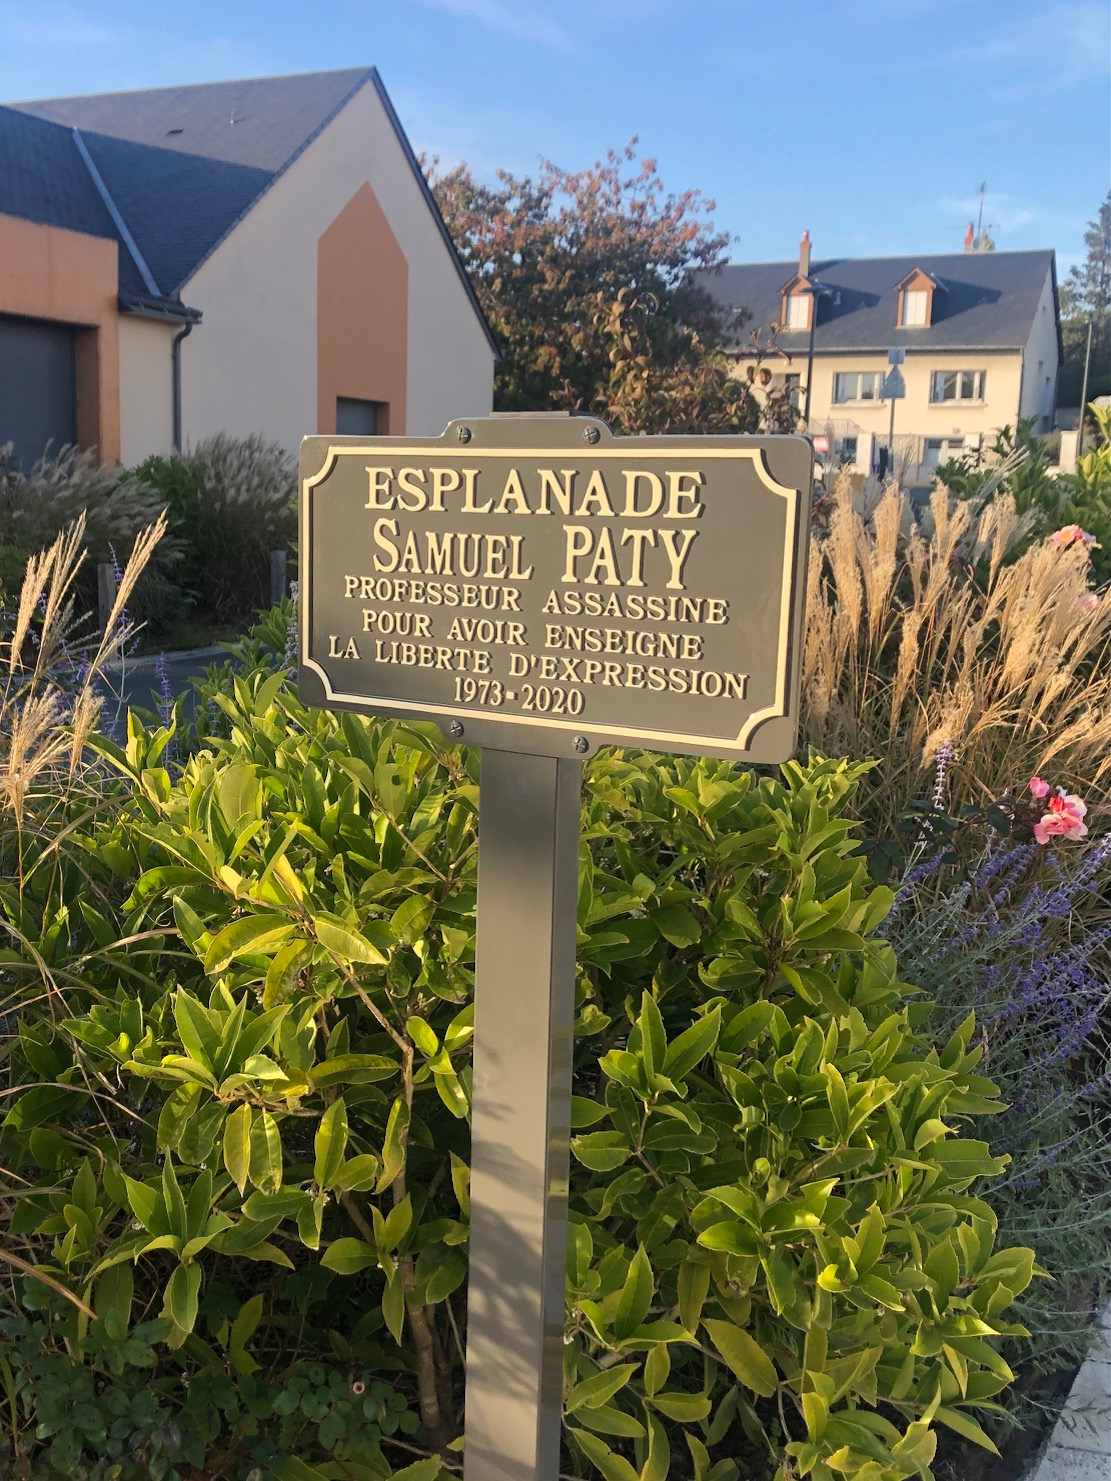 ESPLANADE
SAMUEL PATY
PROFESSEUR ASSASSINE
POUR AVOIR ENSEIGNE
LA LIBERTE D'EXPRESSION
1973-2020